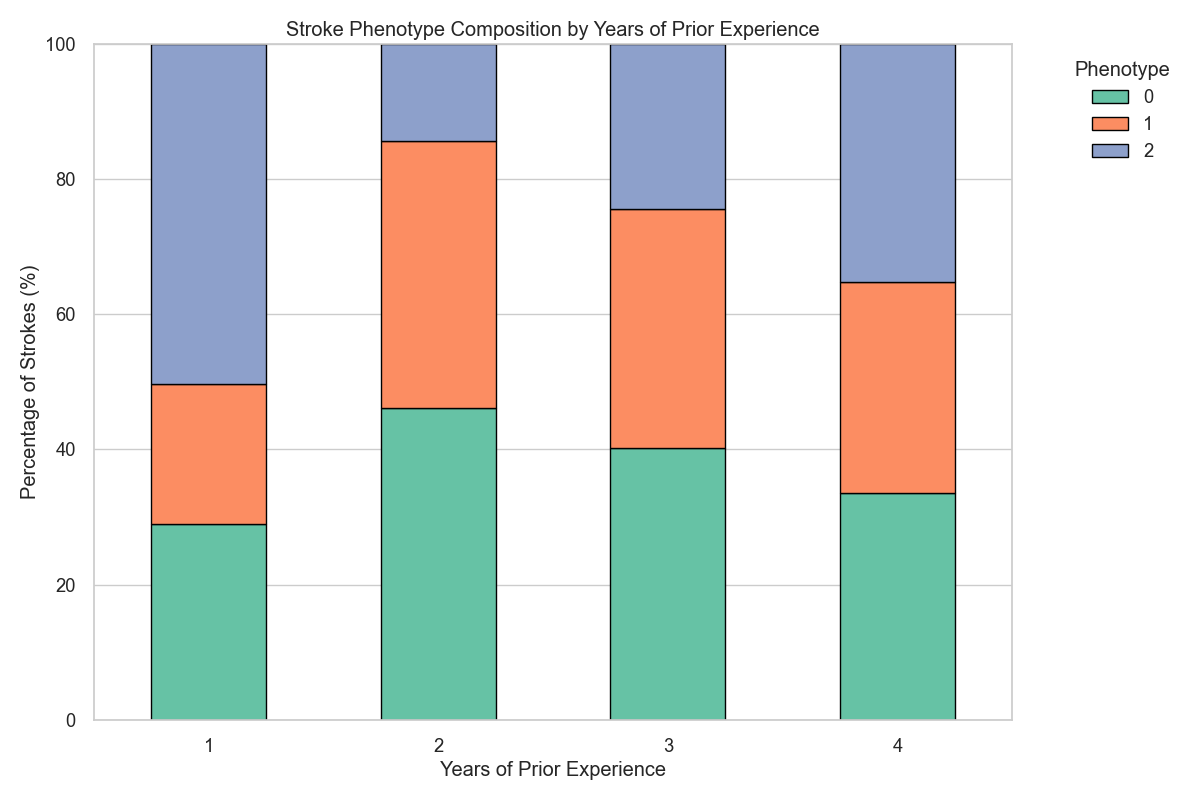 Stroke Phenotype Composition by Years of Prior Experience
Phenotype
0
1
2
Percentage of Strokes (%)
100
80
60
40
20
0
1 2 3 4
Years of Prior Experience